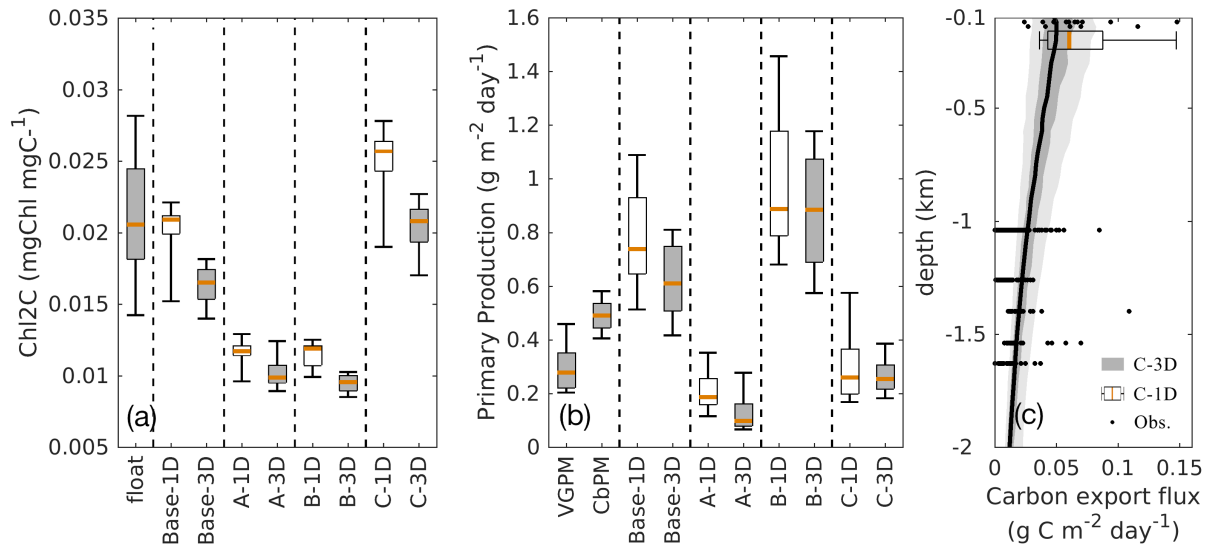 0.035
0.03
0.025
0.02
0.015
0.01
0.005
Chl2C (mgChl mgC-1)
(a)
float
Base-1D
Base-3D
A-1D
A-3D
B-1D
B-3D
C-1D
C-3D
1.6
1.4
1.2
1
0.8
0.6
0.4
0.2
0
Primary Production (g m-2 day-1)
(b)
VGPM
CbPM
Base-1D
Base-3D
A-1D
A-3D
B-1D
B-3D
C-1D
C-3D
-0.1
-0.5
-1
-1.5
-2
depth (km)
C-3D
C-1D
Obs.
(c)
0
0.05
0.1
0.15
Carbon export flux
(g C m-2 day-1)